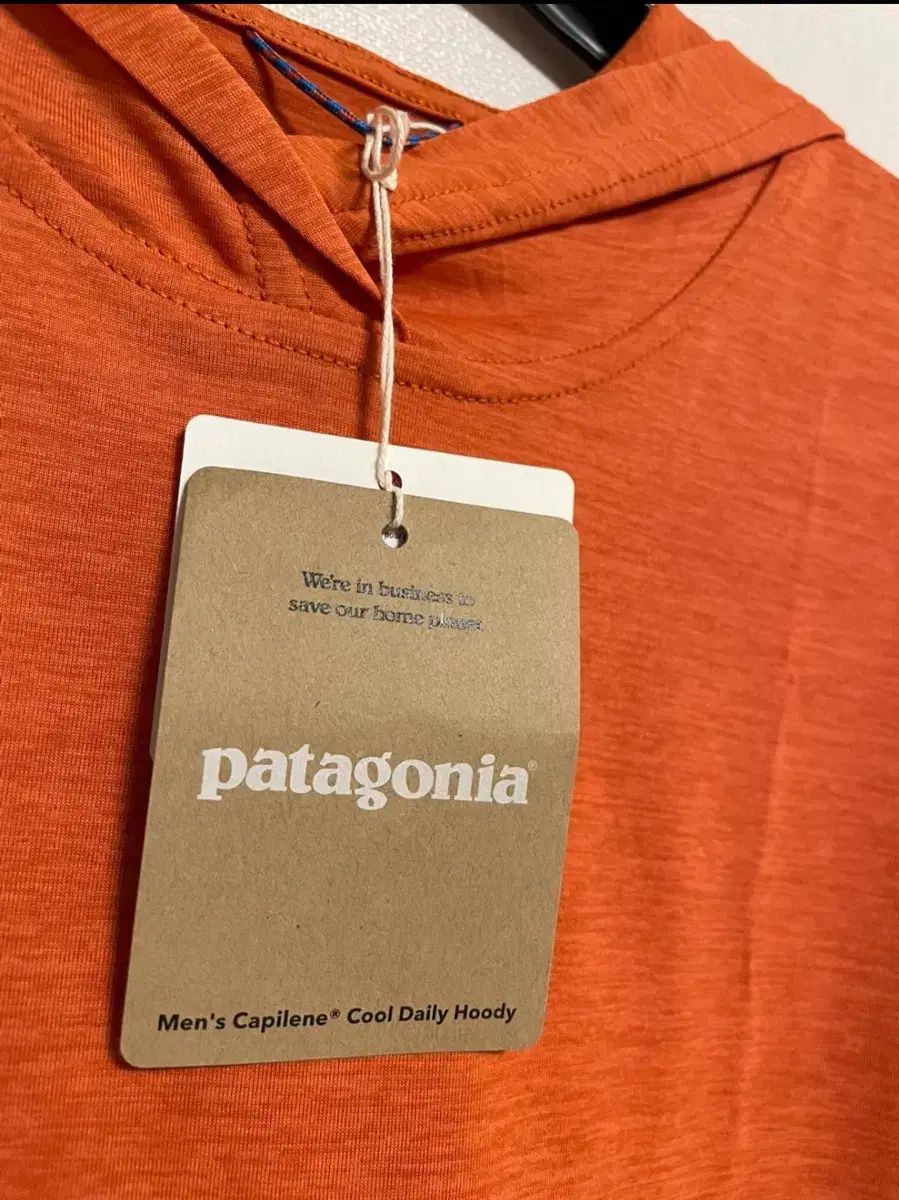 We're in business to
save our home planet.
patagonia®
Men's Capilene® Cool Daily Hoody